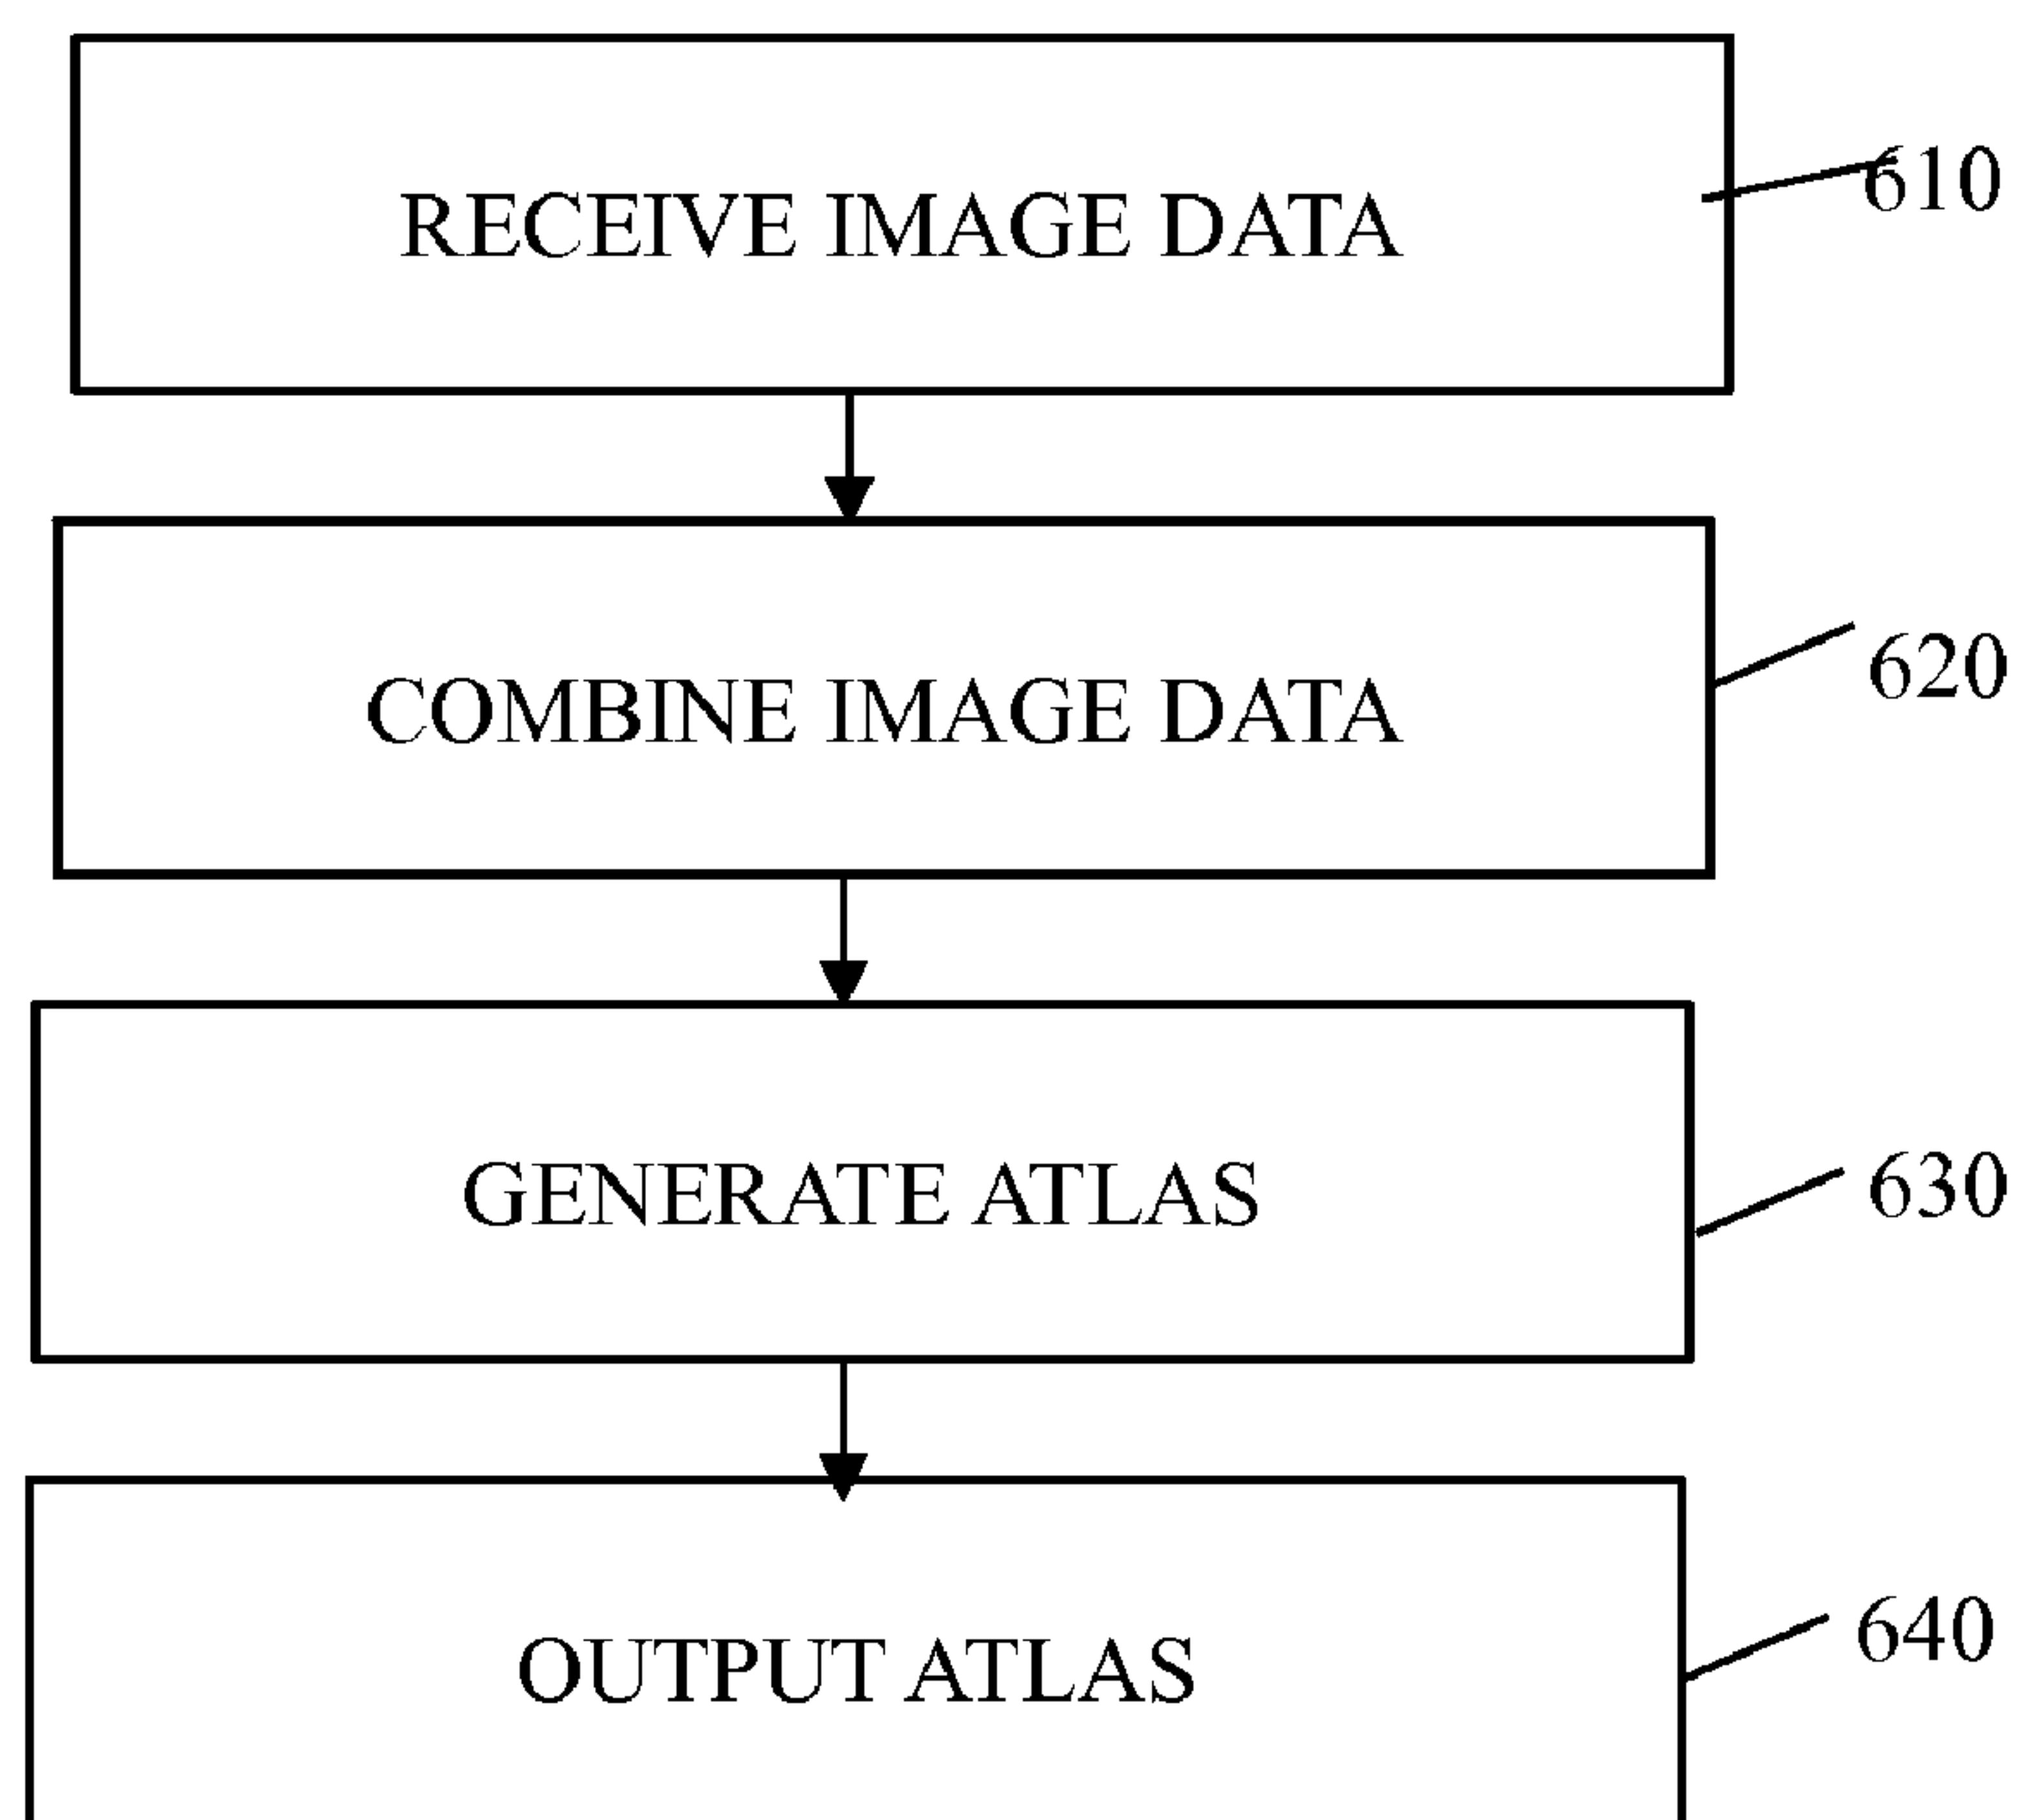 RECEIVE IMAGE DATA
610
COMBINE IMAGE DATA
620
GENERATE ATLAS
630
OUTPUT ATLAS
640